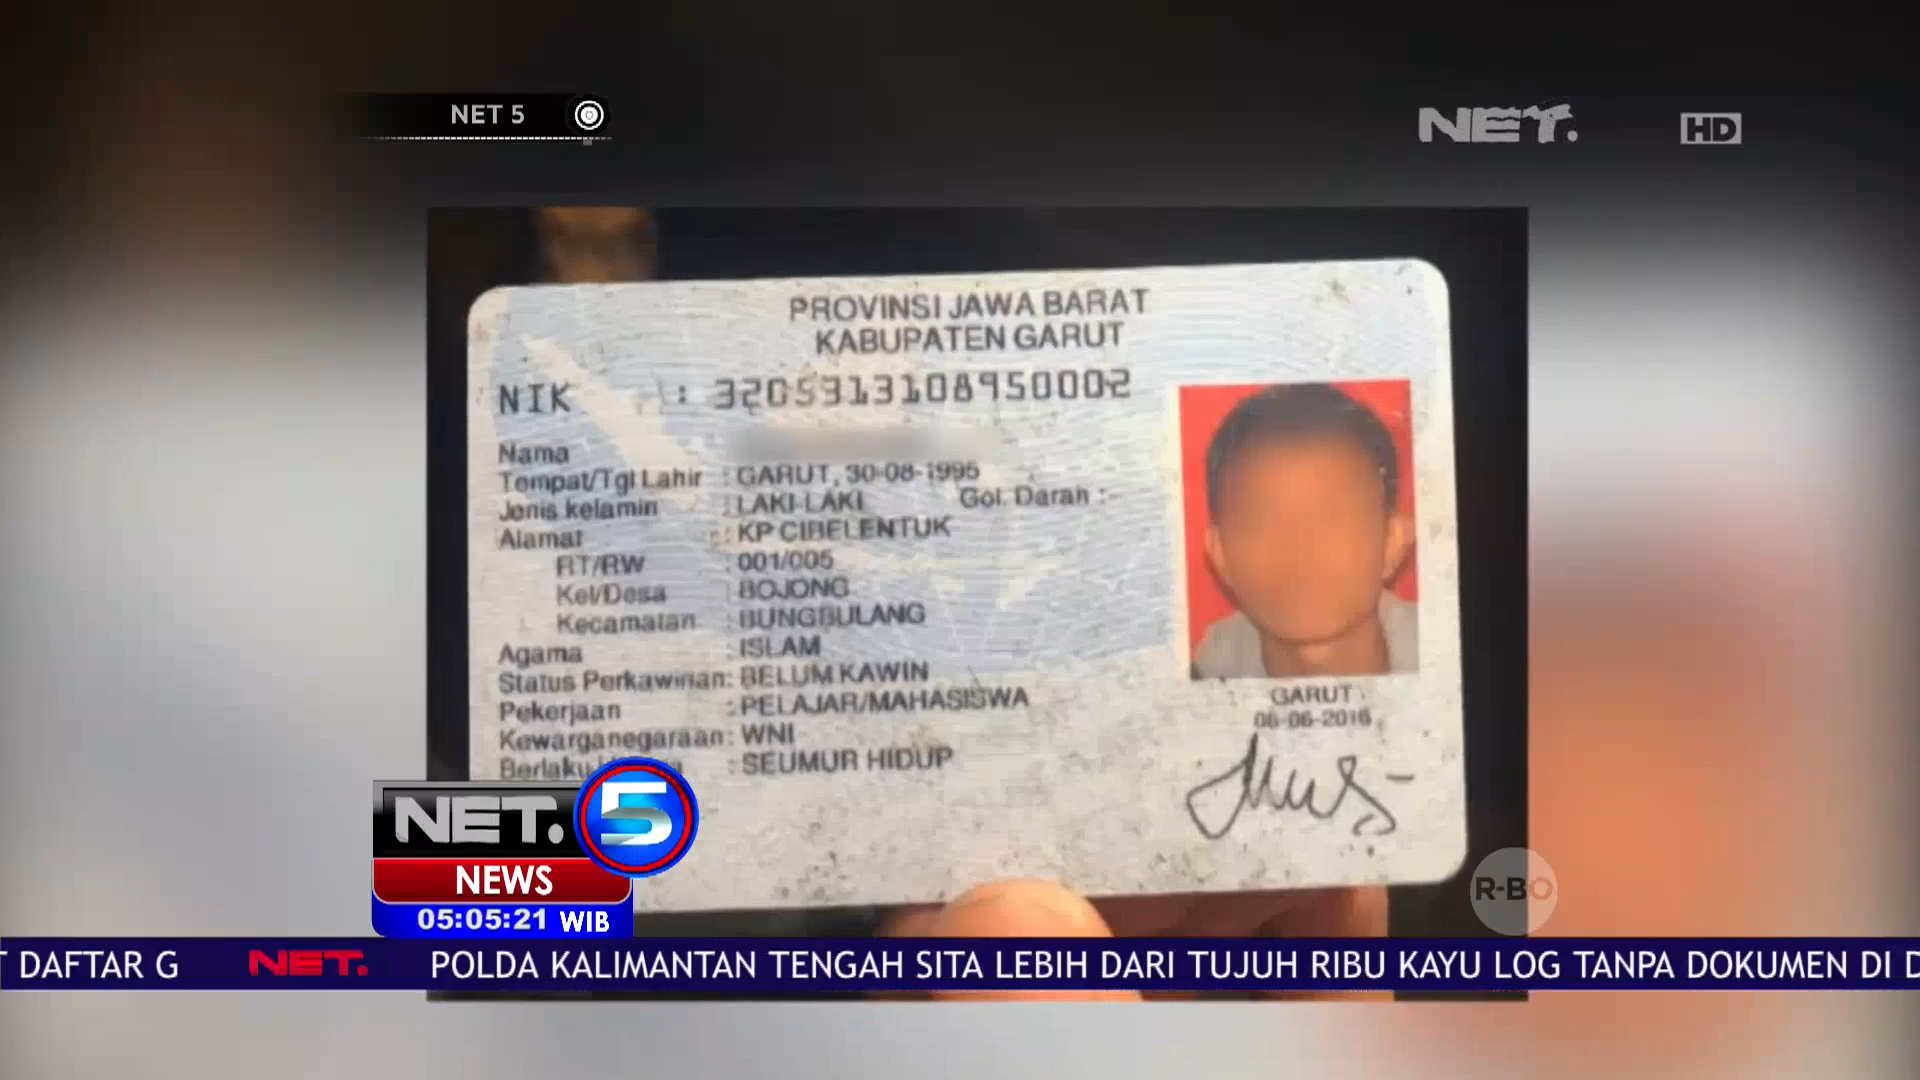 NET 5
NET.
HD
PROVINSI JAWA BARAT
KABUPATEN GARUT
NIK : 3205313108950002
Nama
Tempat/Tgl Lahir : GARUT, 30-08-1995
Jenis kelamin : LAKI-LAKI Gol. Darah :-
Alamat : KP CIBELENTUK
RT/RW : 001/005
Kel/Desa : BOJONG
Kecamatan : BUNGBULANG
Agama : ISLAM
Status Perkawinan: BELUM KAWIN
Pekerjaan : PELAJAR/MAHASISWA
Kewarganegaraan: WNI
Berlaku : SEUMUR HIDUP
GARUT
06-06-2016
NET. 5
NEWS
05:05:21 WIB
R-BO
T DAFTAR G NET. POLDA KALIMANTAN TENGAH SITA LEBIH DARI TUJUH RIBU KAYU LOG TANPA DOKUMEN DI D